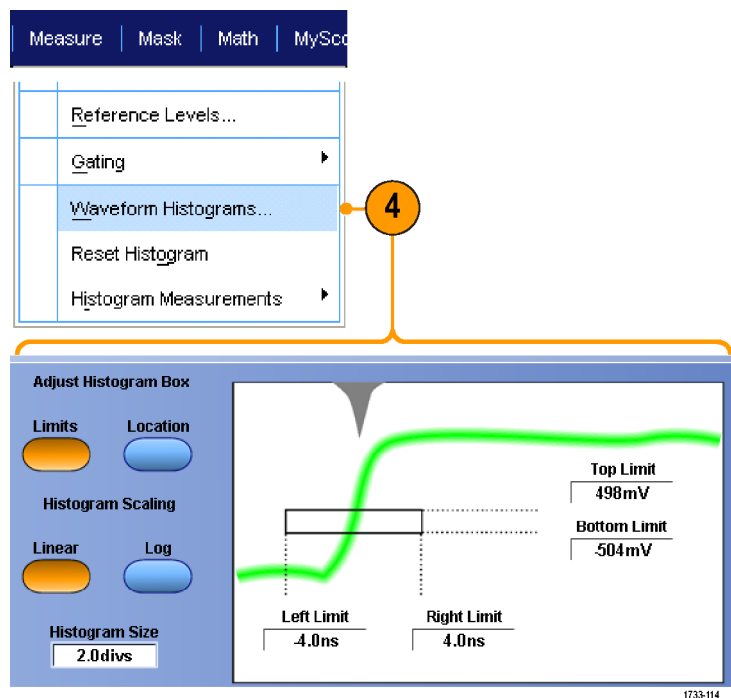 Measure | Mask | Math | MySco
Reference Levels...
Gating
Waveform Histograms...
4
Reset Histogram
Histogram Measurements
Adjust Histogram Box
Limits Location
Histogram Scaling
Linear Log
Histogram Size
2.0divs
Top Limit
498mV
Bottom Limit
-504mV
Left Limit Right Limit
-4.0ns 4.0ns
1733-114